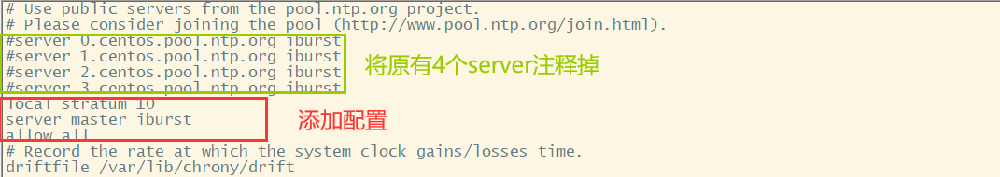 # Use public servers from the pool.ntp.org project.
# Please consider joining the pool (http://www.pool.ntp.org/join.html).
#server 0.centos.pool.ntp.org iburst
#server 1.centos.pool.ntp.org iburst
#server 2.centos.pool.ntp.org iburst
#server 3.centos.pool.ntp.org iburst
将原有4个server注释掉
local stratum 10
server master iburst
allow all
添加配置
# Record the rate at which the system clock gains/losses time.
driftfile /var/lib/chrony/drift